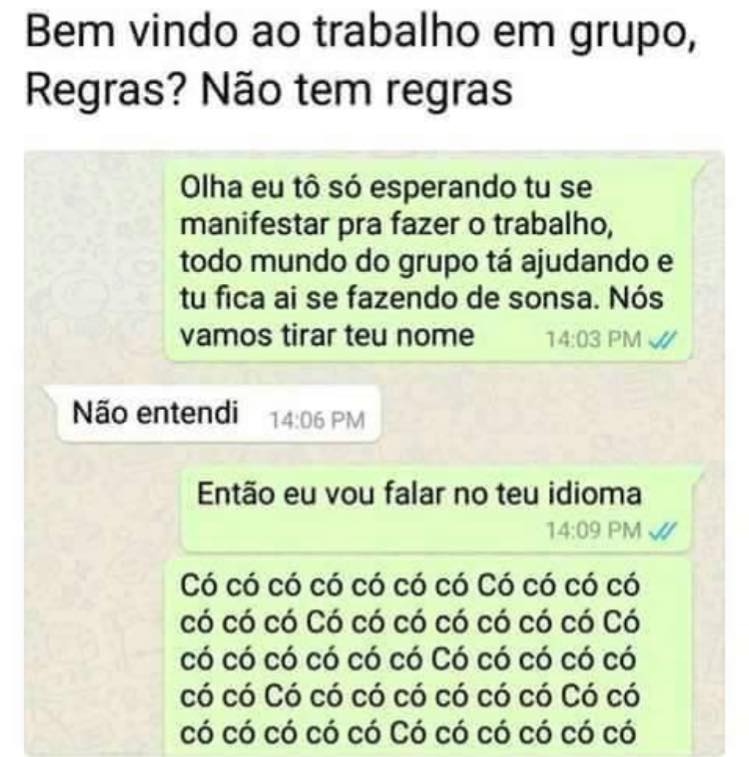 Bem vindo ao trabalho em grupo,
Regras? Não tem regras
Olha eu tô só esperando tu se
manifestar pra fazer o trabalho,
todo mundo do grupo tá ajudando e
tu fica ai se fazendo de sonsa. Nós
vamos tirar teu nome 14:03 PM
Não entendi 14:06 PM
Então eu vou falar no teu idioma
14:09 PM
Có có có có có có có Có có có có
có có có Có có có có có có có Có
có có có có có có Có có có có có
có có Có có có có có có có Có có
có có có có có Có có có có có có